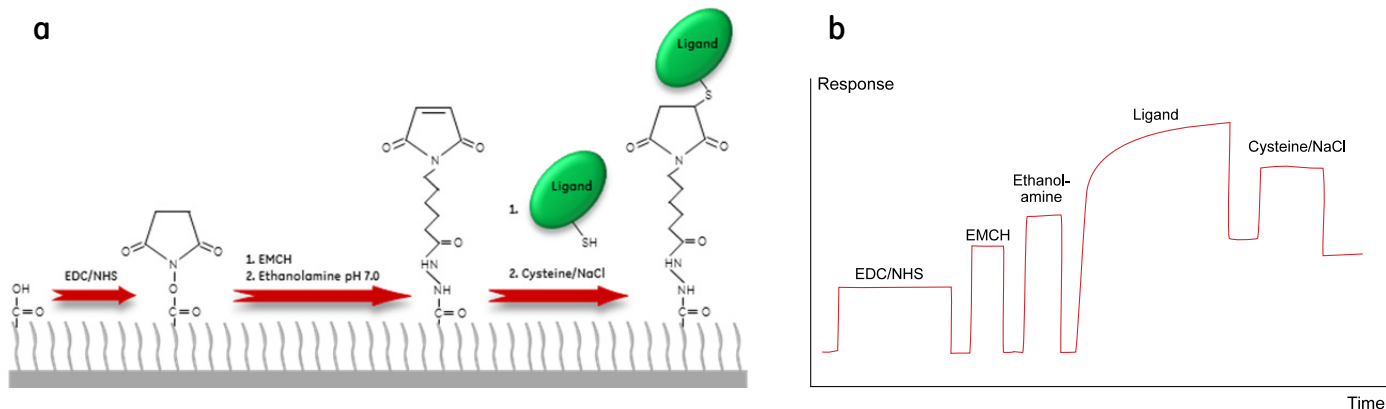 a
Ligand
S
O
O
N
O
HN
NH
C=O
O
O
N
O
HN
NH
C=O
1.
Ligand
SH
O
O
N
O
C=O
OH
C=O
EDC/NHS
1. EMCH
2. Ethanolamine pH 7.0
2. Cysteine/NaCl
b
Response
Ligand
Cysteine/NaCl
Ethanol-
amine
EMCH
EDC/NHS
Time